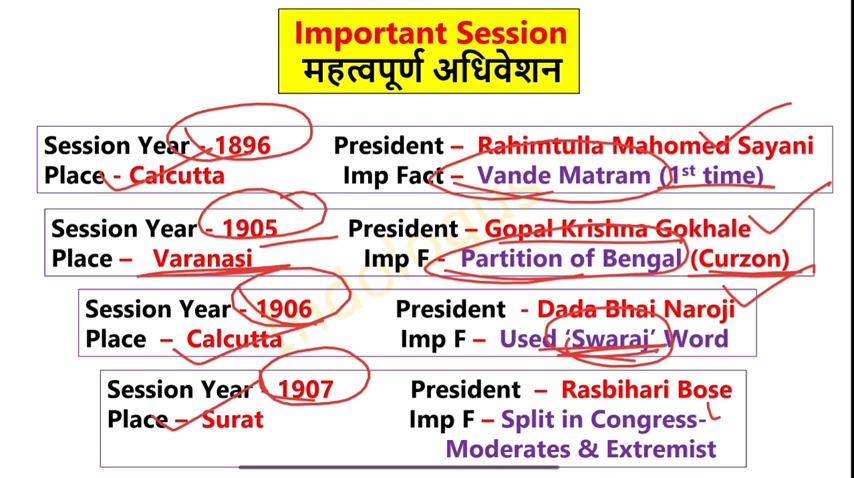 Important Session
महत्वपूर्ण अधिवेशन
Session Year - 1896 President – Rahimtulla Mahomed Sayani
Place - Calcutta Imp Fact – Vande Matram (1st time)
Session Year - 1905 President – Gopal Krishna Gokhale
Place – Varanasi Imp F - Partition of Bengal (Curzon)
Session Year - 1906 President - Dada Bhai Naroji
Place – Calcutta Imp F – Used ‘Swaraj’ Word
Session Year - 1907 President – Rasbihari Bose
Place – Surat Imp F – Split in Congress-
Moderates & Extremist